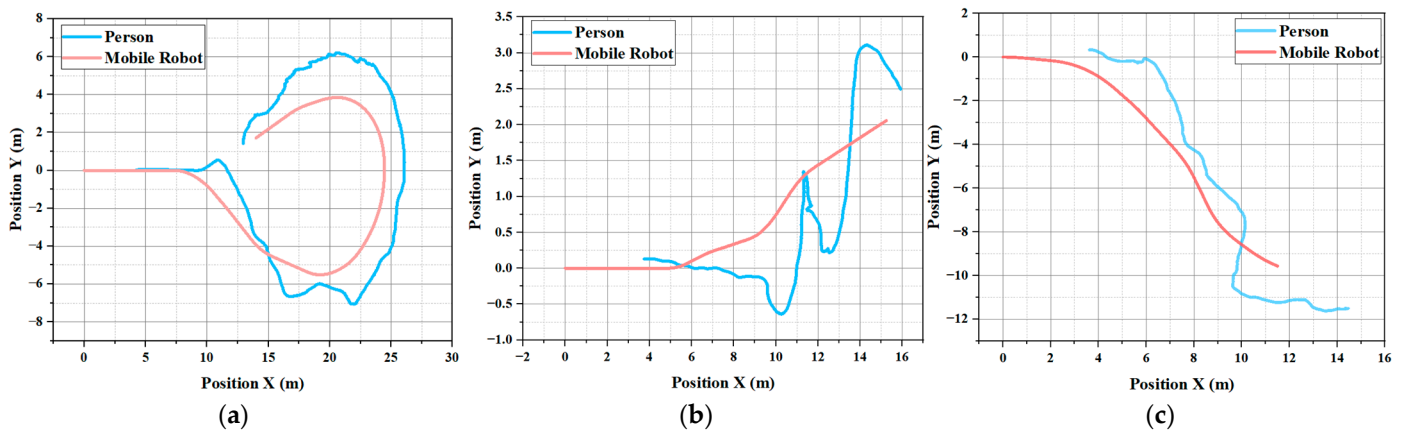 8
6
4
2
0
−2
−4
−6
−8
0 5 10 15 20 25 30
Position Y (m)
Position X (m)
Person
Mobile Robot
(a)
3.5
3.0
2.5
2.0
1.5
1.0
0.5
0.0
−0.5
−1.0
−2 0 2 4 6 8 10 12 14 16
Position Y (m)
Position X (m)
Person
Mobile Robot
(b)
2
0
−2
−4
−6
−8
−10
−12
0 2 4 6 8 10 12 14 16
Position Y (m)
Position X (m)
Person
Mobile Robot
(c)